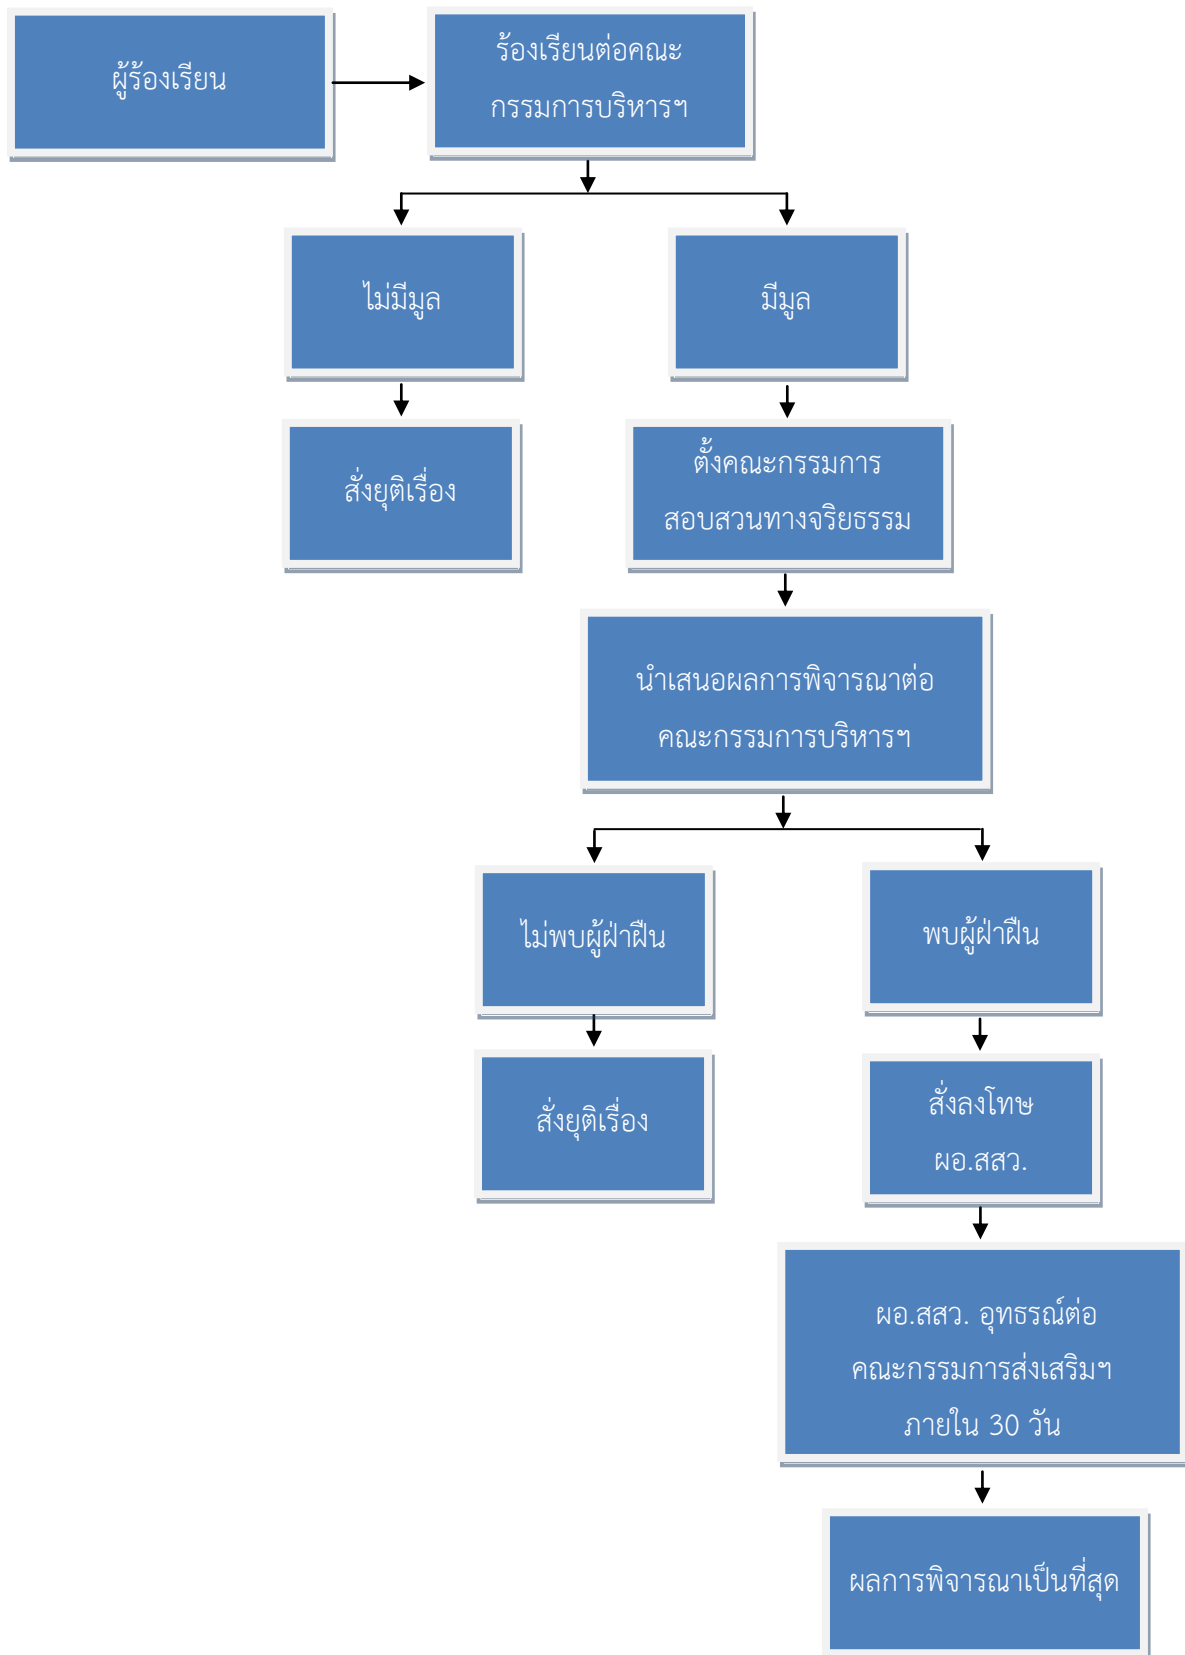 ผู้ร้องเรียน
ร้องเรียนต่อคณะ
กรรมการบริหารฯ
ไม่มีมูล
มีมูล
สั่งยุติเรื่อง
ตั้งคณะกรรมการ
สอบสวนทางจริยธรรม
นำเสนอผลการพิจารณาต่อ
คณะกรรมการบริหารฯ
ไม่พบผู้ฝ่าฝืน
พบผู้ฝ่าฝืน
สั่งยุติเรื่อง
สั่งลงโทษ
ผอ.สสว.
ผอ.สสว. อุทธรณ์ต่อ
คณะกรรมการส่งเสริมฯ
ภายใน 30 วัน
ผลการพิจารณาเป็นที่สุด